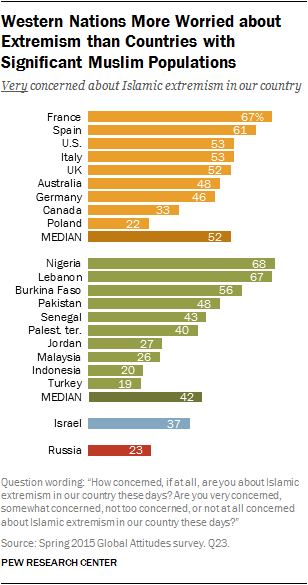 Western Nations More Worried about
Extremism than Countries with
Significant Muslim Populations
Very concerned about Islamic extremism in our country
France 67%
Spain 61
U.S. 53
Italy 53
UK 52
Australia 48
Germany 46
Canada 33
Poland 22
MEDIAN 52
Nigeria 68
Lebanon 67
Burkina Faso 56
Pakistan 48
Senegal 43
Palest. ter. 40
Jordan 27
Malaysia 26
Indonesia 20
Turkey 19
MEDIAN 42
Israel 37
Russia 23
Question wording: “How concerned, if at all, are you about Islamic
extremism in our country these days? Are you very concerned,
somewhat concerned, not too concerned, or not at all concerned
about Islamic extremism in our country these days?”
Source: Spring 2015 Global Attitudes survey. Q23.
PEW RESEARCH CENTER